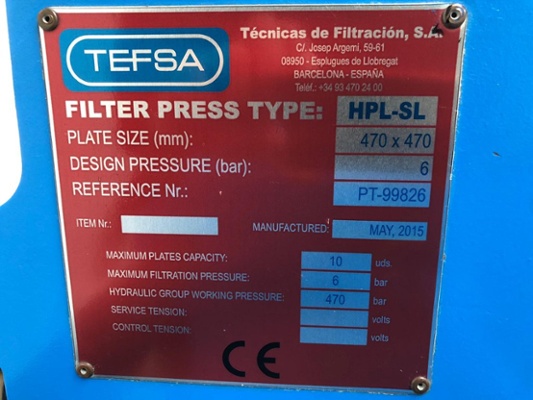 TEFSA
Técnicas de Filtración, S.A.
C/. Josep Argemí, 59-61
08950 - Esplugues de Llobregat
BARCELONA - ESPAÑA
Teléf.: +34 93 470 24 00
FILTER PRESS TYPE: HPL-SL
PLATE SIZE (mm): 470 x 470
DESIGN PRESSURE (bar): 6
REFERENCE Nr.: PT-99826
ITEM Nr.: MANUFACTURED: MAY, 2015
MAXIMUM PLATES CAPACITY: 10 uds.
MAXIMUM FILTRATION PRESSURE: 6 bar
HYDRAULIC GROUP WORKING PRESSURE: 470 bar
SERVICE TENSION: volts
CONTROL TENSION: volts
CE